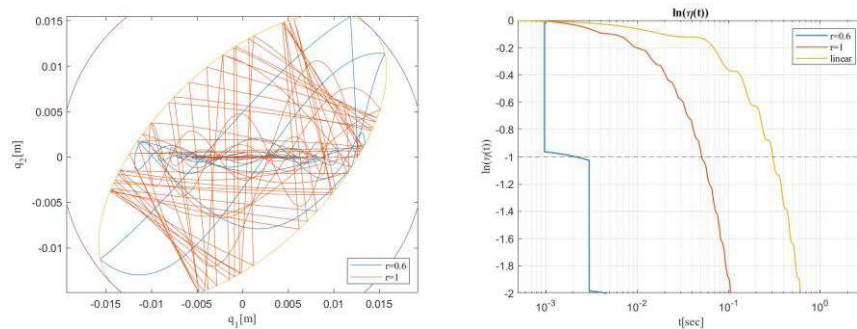 0.015
0.01
0.005
0
-0.005
-0.01
q2[m]
-0.015 -0.01 -0.005 0 0.005 0.01 0.015
q1[m]
r=0.6
r=1
ln(η(t))
0
-0.2
-0.4
-0.6
-0.8
-1
-1.2
-1.4
-1.6
-1.8
-2
ln(η(t))
10^-3 10^-2 10^-1 10^0
t[sec]
r=0.6
r=1
linear